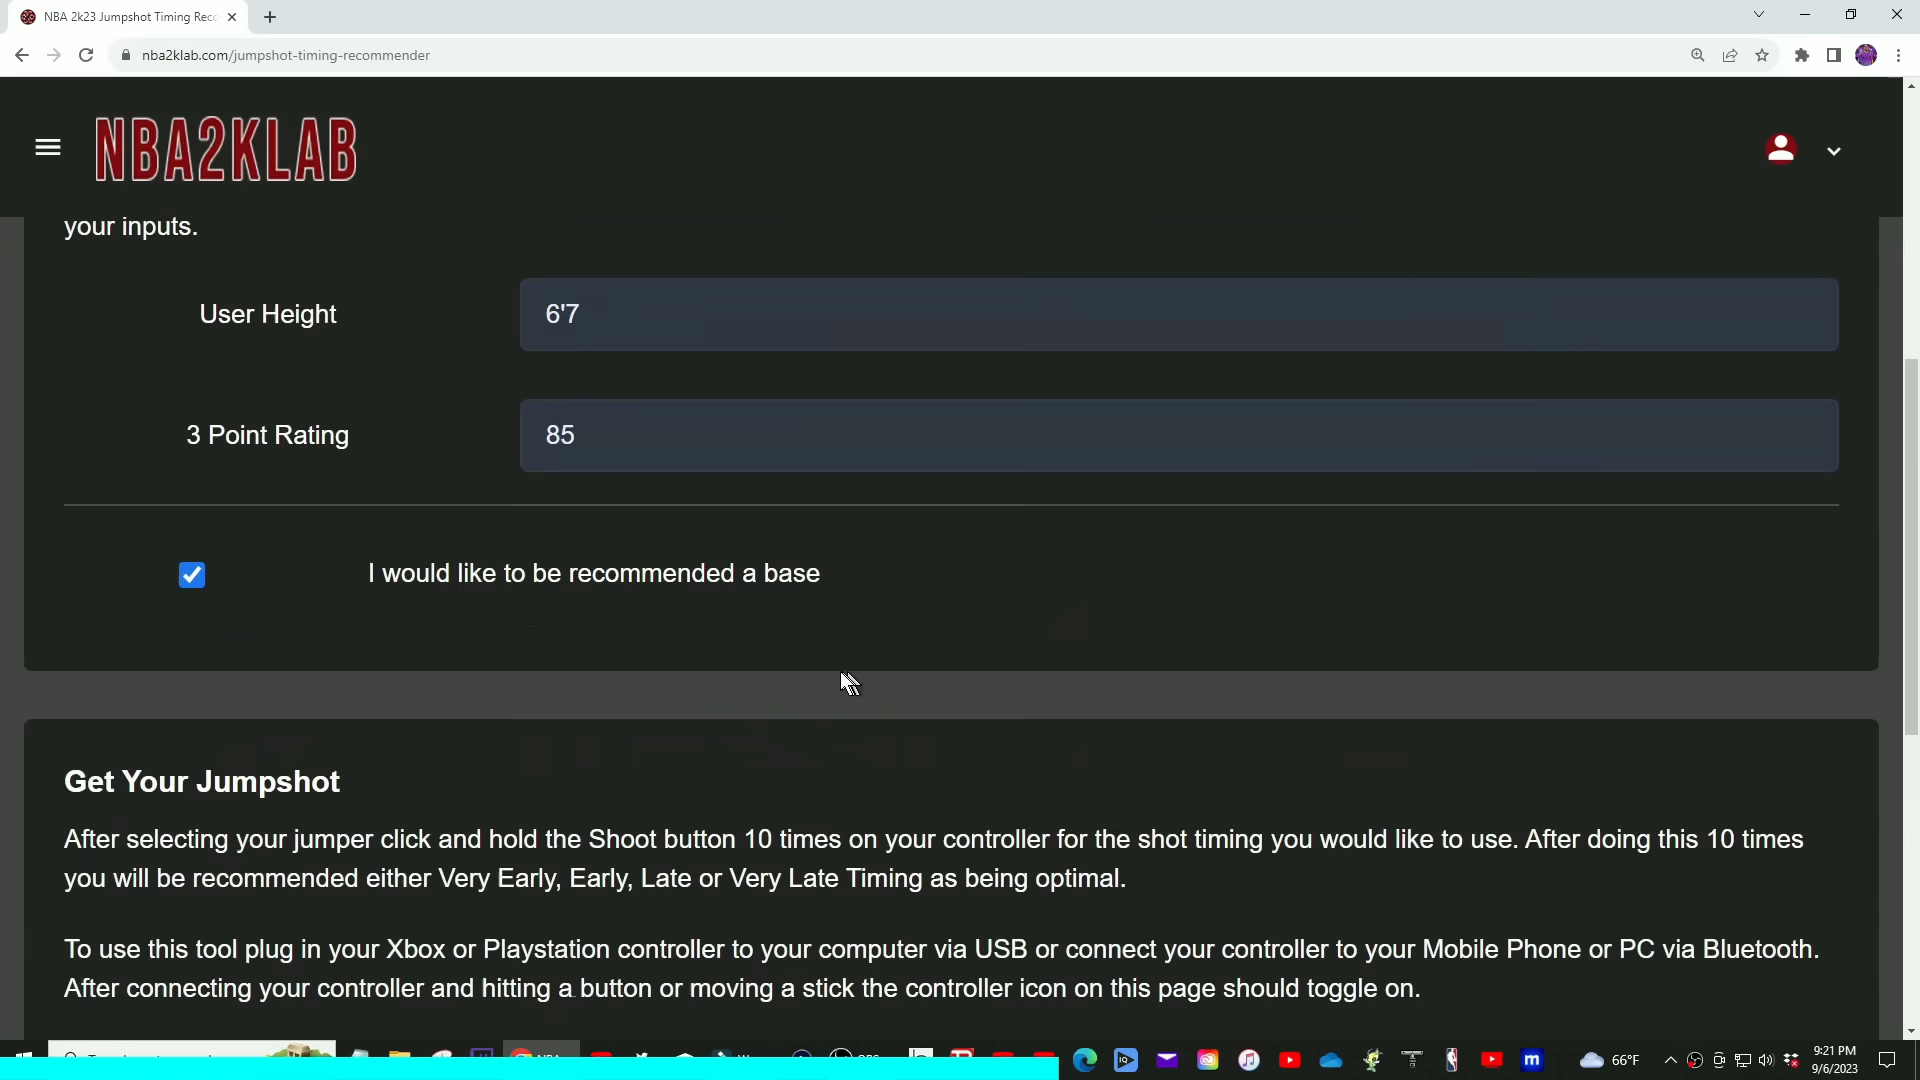 NBA 2k23 Jumpshot Timing Rec
nba2klab.com/jumpshot-timing-recommender
NBA2KLAB
your inputs.
User Height
6'7
3 Point Rating
85
I would like to be recommended a base
Get Your Jumpshot
After selecting your jumper click and hold the Shoot button 10 times on your controller for the shot timing you would like to use. After doing this 10 times
you will be recommended either Very Early, Early, Late or Very Late Timing as being optimal.
To use this tool plug in your Xbox or Playstation controller to your computer via USB or connect your controller to your Mobile Phone or PC via Bluetooth.
After connecting your controller and hitting a button or moving a stick the controller icon on this page should toggle on.
66°F
9:21 PM
9/6/2023